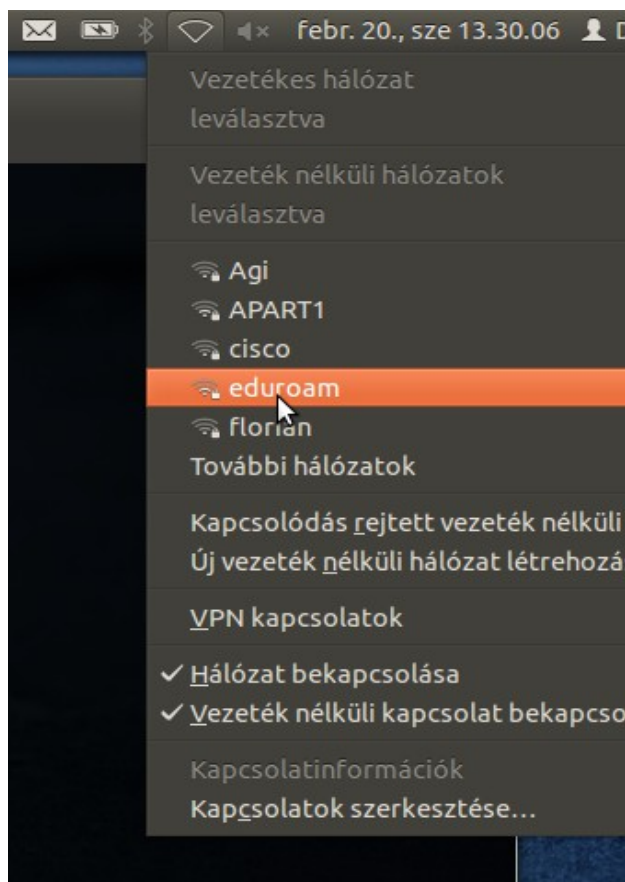 febr. 20., sze 13.30.06 D
Vezetékes hálózat
leválasztva
Vezeték nélküli hálózatok
leválasztva
Agi
APART1
cisco
eduroam
florian
További hálózatok
Kapcsolódás rejtett vezeték nélküli
Új vezeték nélküli hálózat létrehozá
VPN kapcsolatok
Hálózat bekapcsolása
Vezeték nélküli kapcsolat bekapcso
Kapcsolatinformációk
Kapcsolatok szerkesztése...